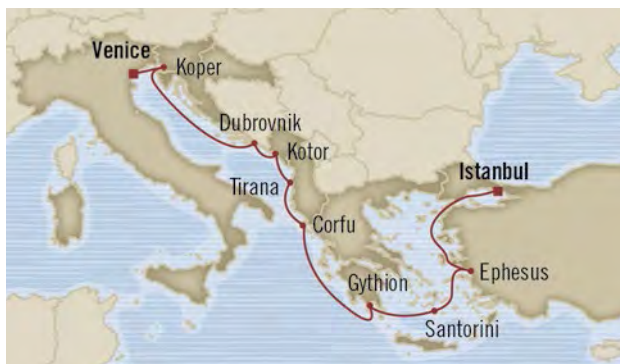 Venice
Koper
Dubrovnik
Kotor
Istanbul
Tirana
Corfu
Gythion
Ephesus
Santorini